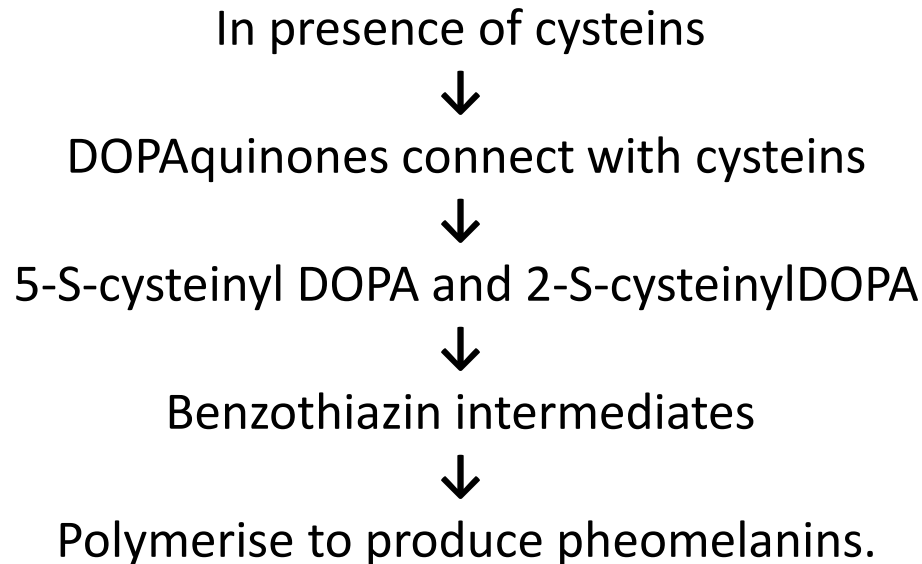 In presence of cysteins
↓
DOPAquinones connect with cysteins
↓
5-S-cysteinyl DOPA and 2-S-cysteinylDOPA
↓
Benzothiazin intermediates
↓
Polymerise to produce pheomelanins.